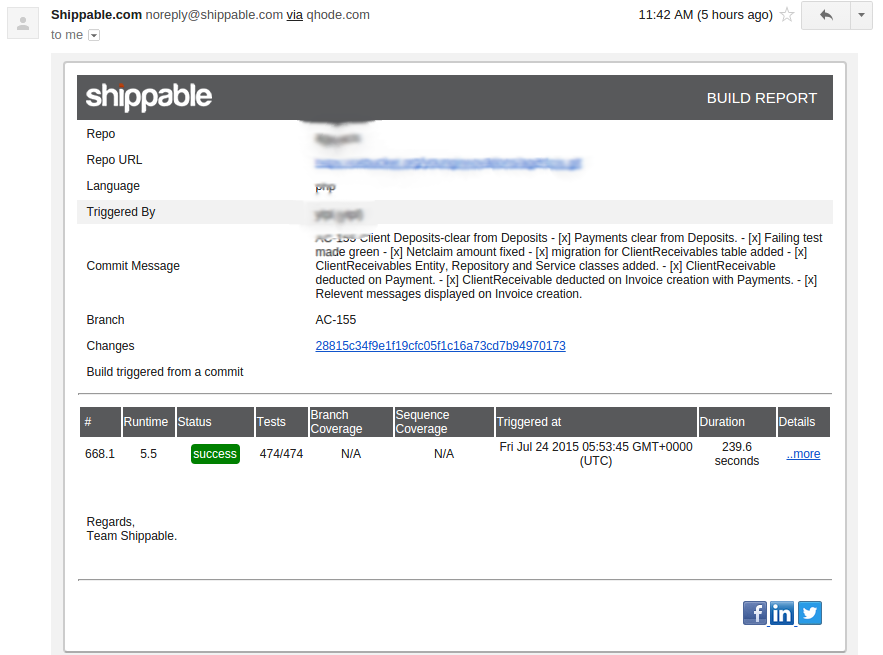 Shippable.com noreply@shippable.com via qhode.com
11:42 AM (5 hours ago)
to me
shippable
BUILD REPORT
Repo
Repo URL
Language php
Triggered By
Commit Message
AC-155 Client Deposits-clear from Deposits - [x] Payments clear from Deposits. - [x] Failing test
made green - [x] Netclaim amount fixed - [x] migration for ClientReceivables table added - [x]
ClientReceivables Entity, Repository and Service classes added. - [x] ClientReceivable
deducted on Payment. - [x] ClientReceivable deducted on Invoice creation with Payments. - [x]
Relevent messages displayed on Invoice creation.
Branch AC-155
Changes 28815c34f9e1f19cfc05f1c16a73cd7b94970173
Build triggered from a commit
# Runtime Status Tests Branch Coverage Sequence Coverage Triggered at Duration Details
668.1 5.5 success 474/474 N/A N/A Fri Jul 24 2015 05:53:45 GMT+0000 (UTC) 239.6 seconds ..more
Regards,
Team Shippable.
f in